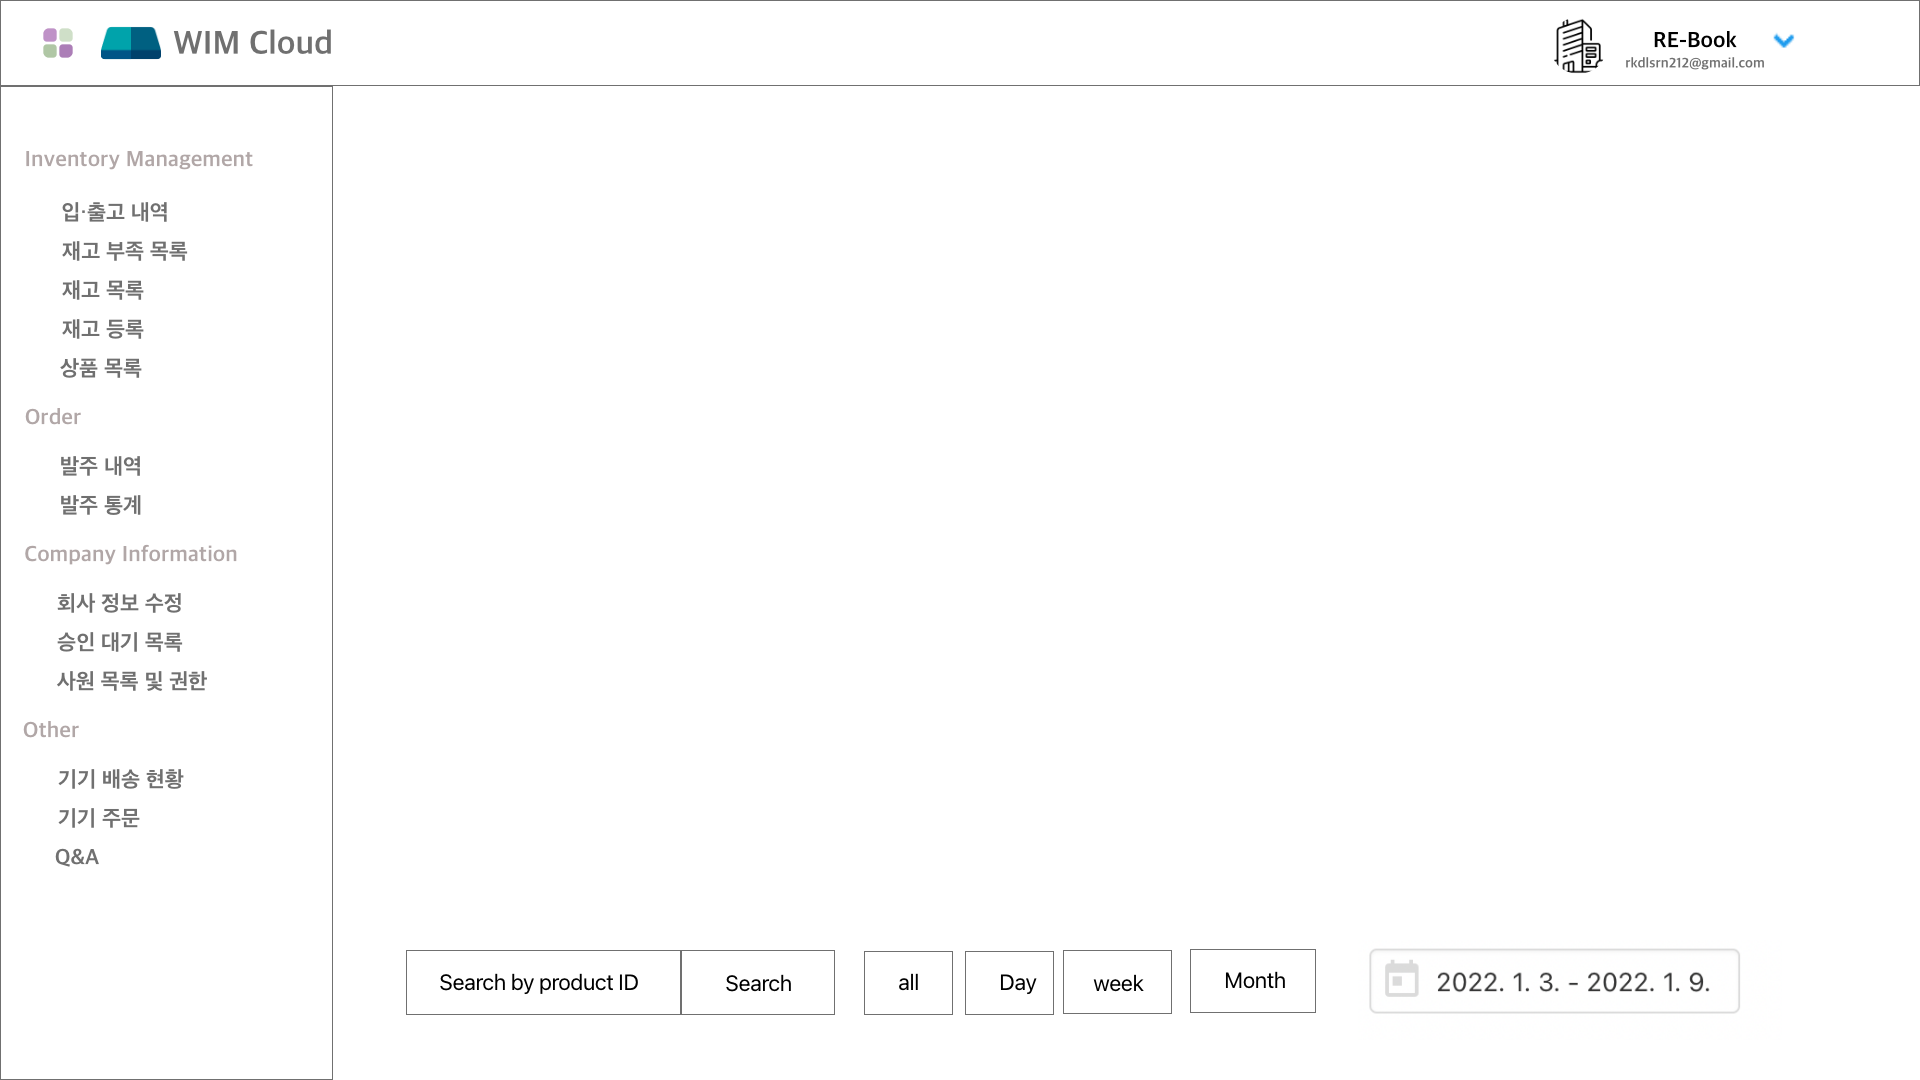 WIM Cloud
RE-Book
rkdlsrn212@gmail.com
Inventory Management
입·출고 내역
재고 부족 목록
재고 목록
재고 등록
상품 목록
Order
발주 내역
발주 통계
Company Information
회사 정보 수정
승인 대기 목록
사원 목록 및 권한
Other
기기 배송 현황
기기 주문
Q&A
Search by product ID
Search
all
Day
week
Month
2022. 1. 3. - 2022. 1. 9.